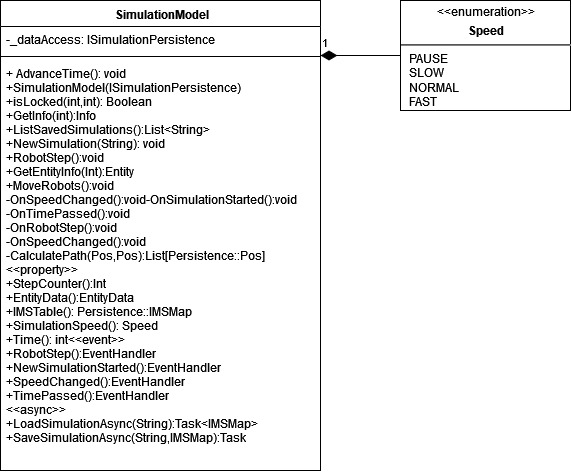 SimulationModel
-_dataAccess: ISimulationPersistence
+ AdvanceTime(): void
+SimulationModel(ISimulationPersistence)
+isLocked(int,int): Boolean
+GetInfo(int):Info
+ListSavedSimulations():List<String>
+NewSimulation(String): void
+RobotStep():void
+GetEntityInfo(Int):Entity
+MoveRobots():void
-OnSpeedChanged():void-OnSimulationStarted():void
-OnTimePassed():void
-OnRobotStep():void
-OnSpeedChanged():void
-CalculatePath(Pos,Pos):List[Persistence::Pos]
<<property>>
+StepCounter():Int
+EntityData():EntityData
+IMSTable(): Persistence::IMSMap
+SimulationSpeed(): Speed
+Time(): int<<event>>
+RobotStep():EventHandler
+NewSimulationStarted():EventHandler
+SpeedChanged():EventHandler
+TimePassed():EventHandler
<<async>>
+LoadSimulationAsync(String):Task<IMSMap>
+SaveSimulationAsync(String,IMSMap):Task
1
<<enumeration>>
Speed
PAUSE
SLOW
NORMAL
FAST